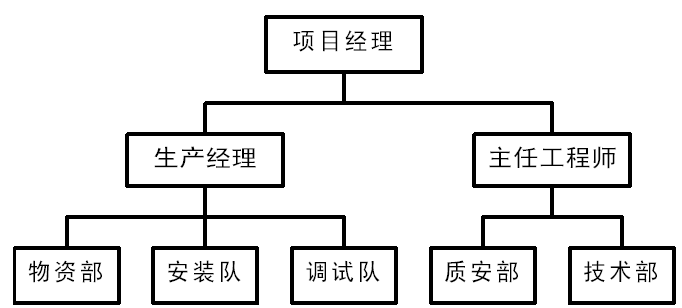 项目经理
生产经理
主任工程师
物资部
安装队
调试队
质安部
技术部